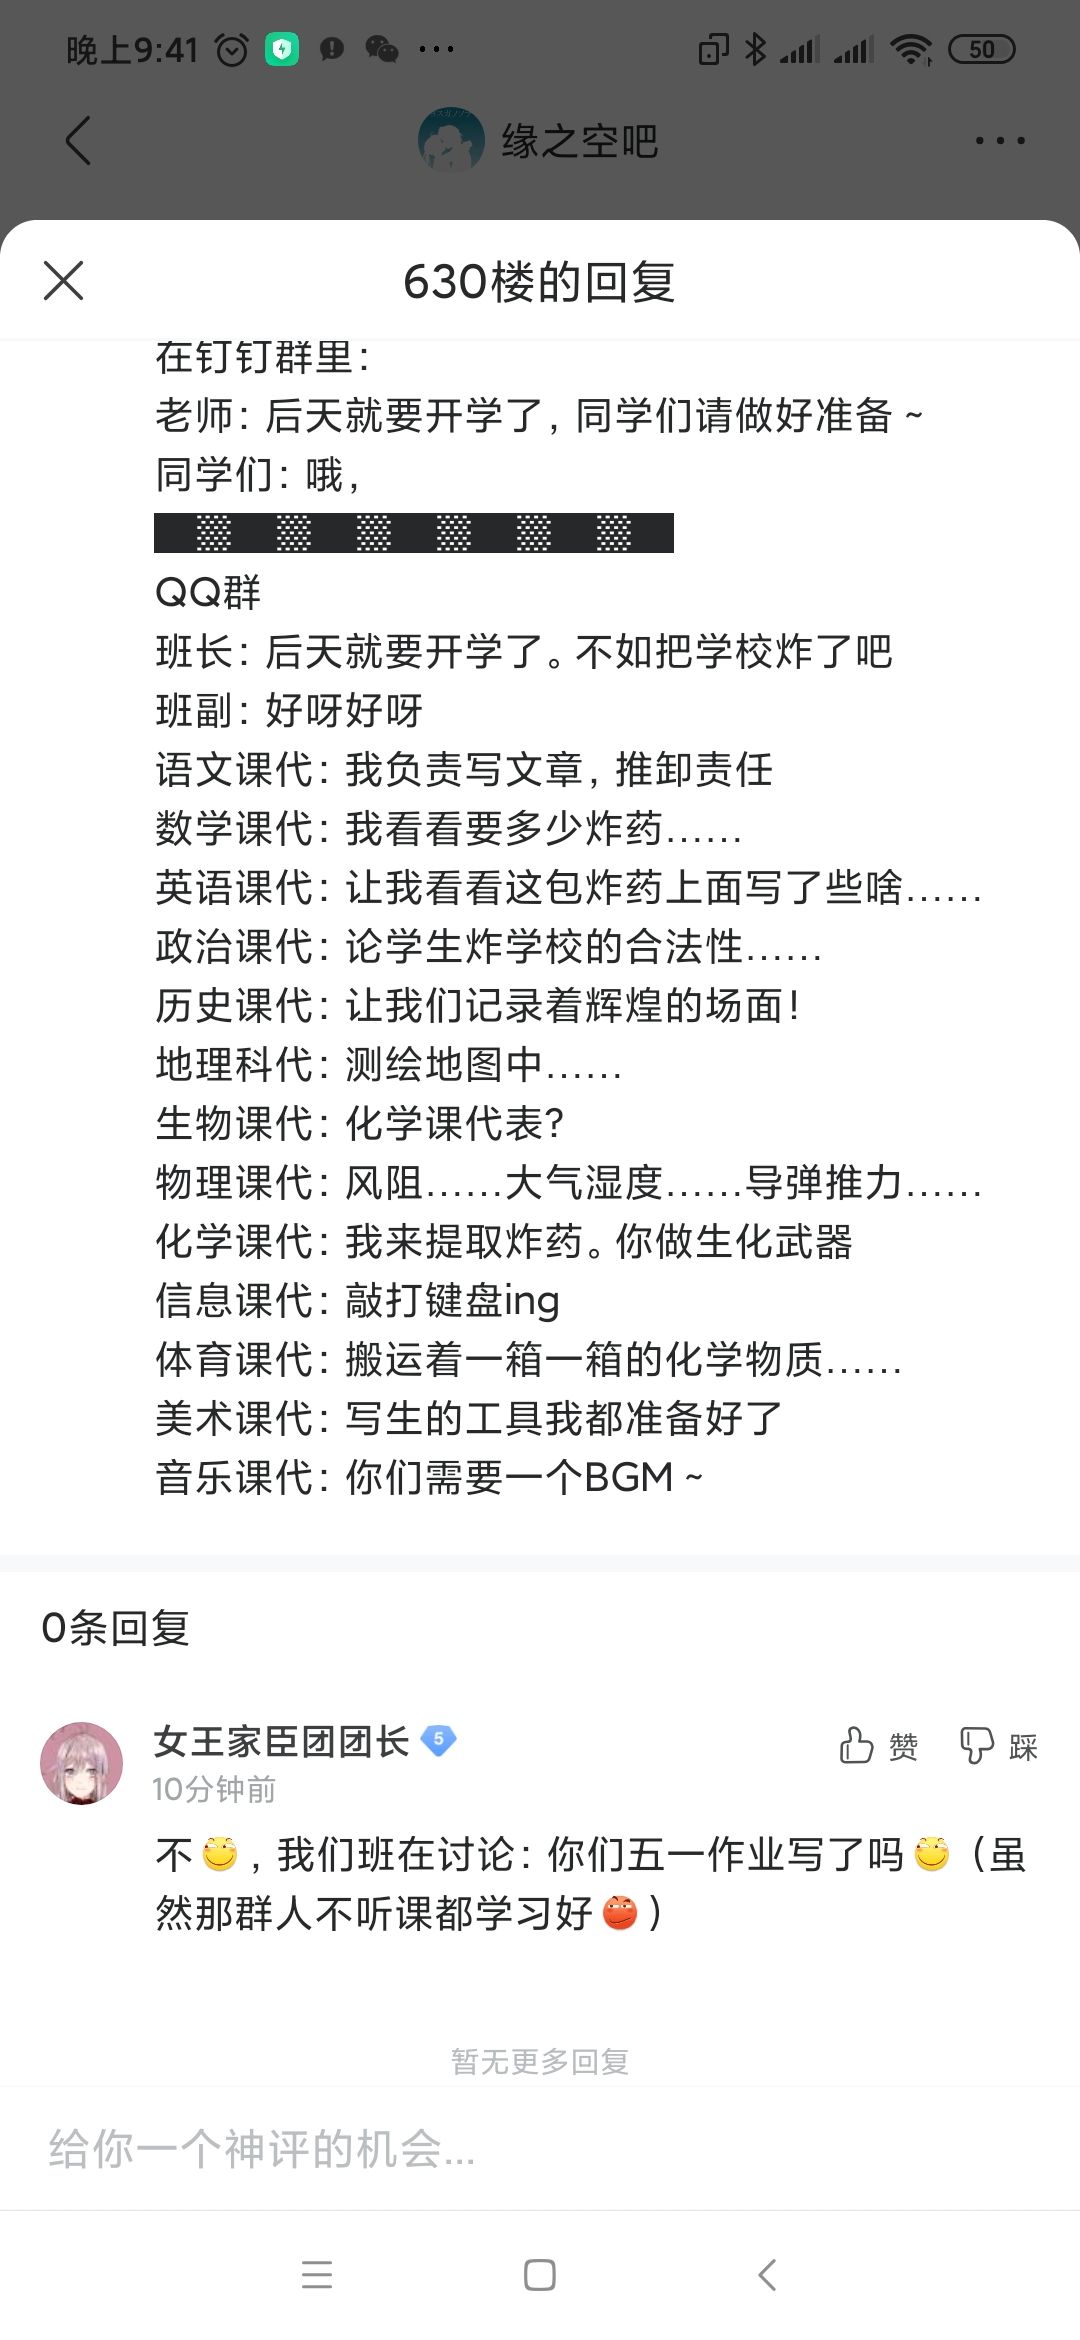 晚上9:41
50
缘之空吧
630楼的回复
在钉钉群里：
老师：后天就要开学了，同学们请做好准备~
同学们：哦，
QQ群
班长：后天就要开学了。不如把学校炸了吧
班副：好呀好呀
语文课代：我负责写文章，推卸责任
数学课代：我看看要多少炸药……
英语课代：让我看看这包炸药上面写了些啥……
政治课代：论学生炸学校的合法性……
历史课代：让我们记录着辉煌的场面！
地理科代：测绘地图中……
生物课代：化学课代表？
物理课代：风阻……大气湿度……导弹推力……
化学课代：我来提取炸药。你做生化武器
信息课代：敲打键盘ing
体育课代：搬运着一箱一箱的化学物质……
美术课代：写生的工具我都准备好了
音乐课代：你们需要一个BGM~
0条回复
女王家臣团团长 5
赞 踩
10分钟前
不，我们班在讨论：你们五一作业写了吗（虽
然那群人不听课都学习好）
暂无更多回复
给你一个神评的机会...